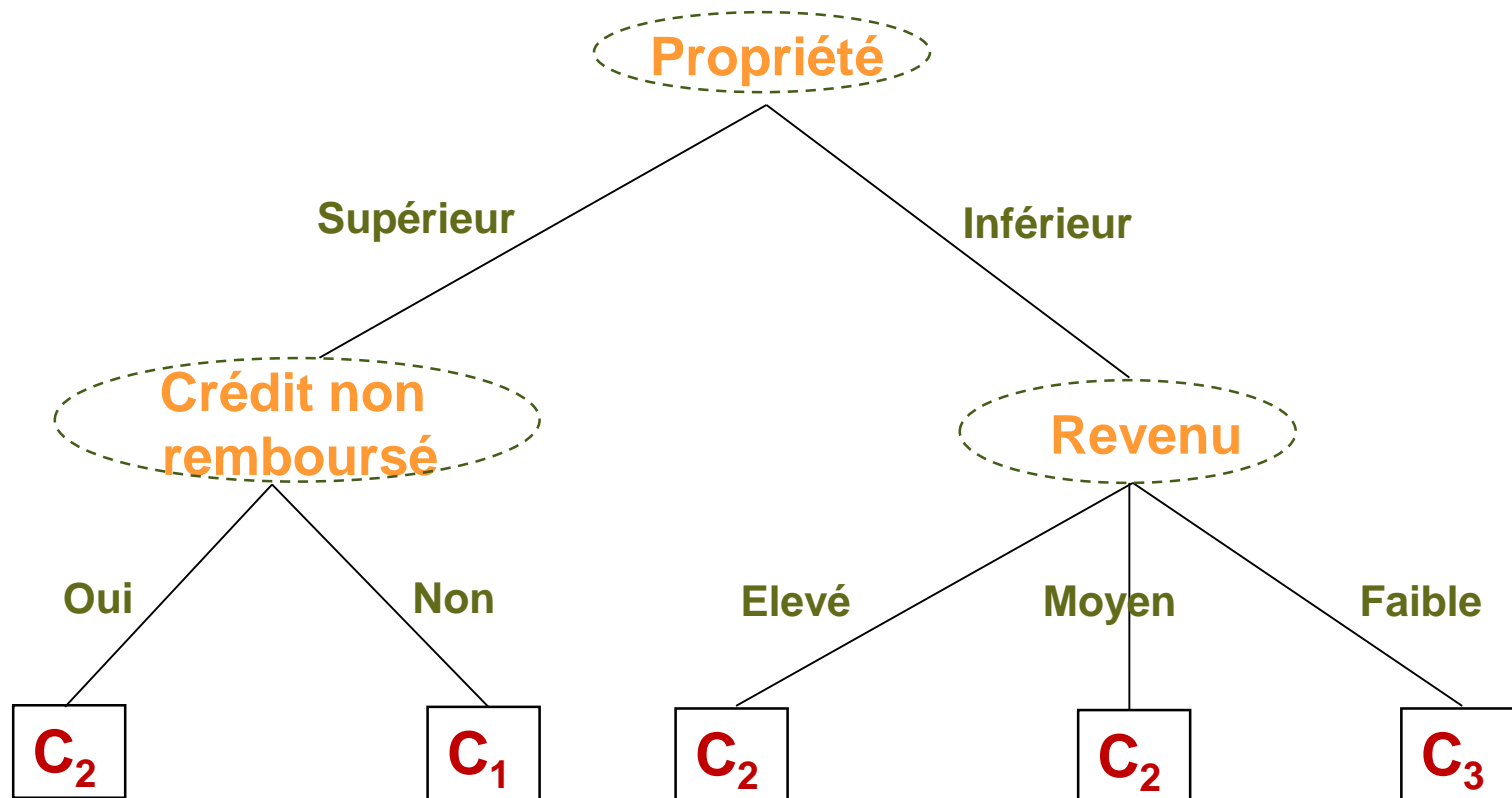 Propriété
Supérieur
Inférieur
Crédit non
remboursé
Revenu
Oui
Non
Elevé
Moyen
Faible
C₂
C₁
C₂
C₂
C₃